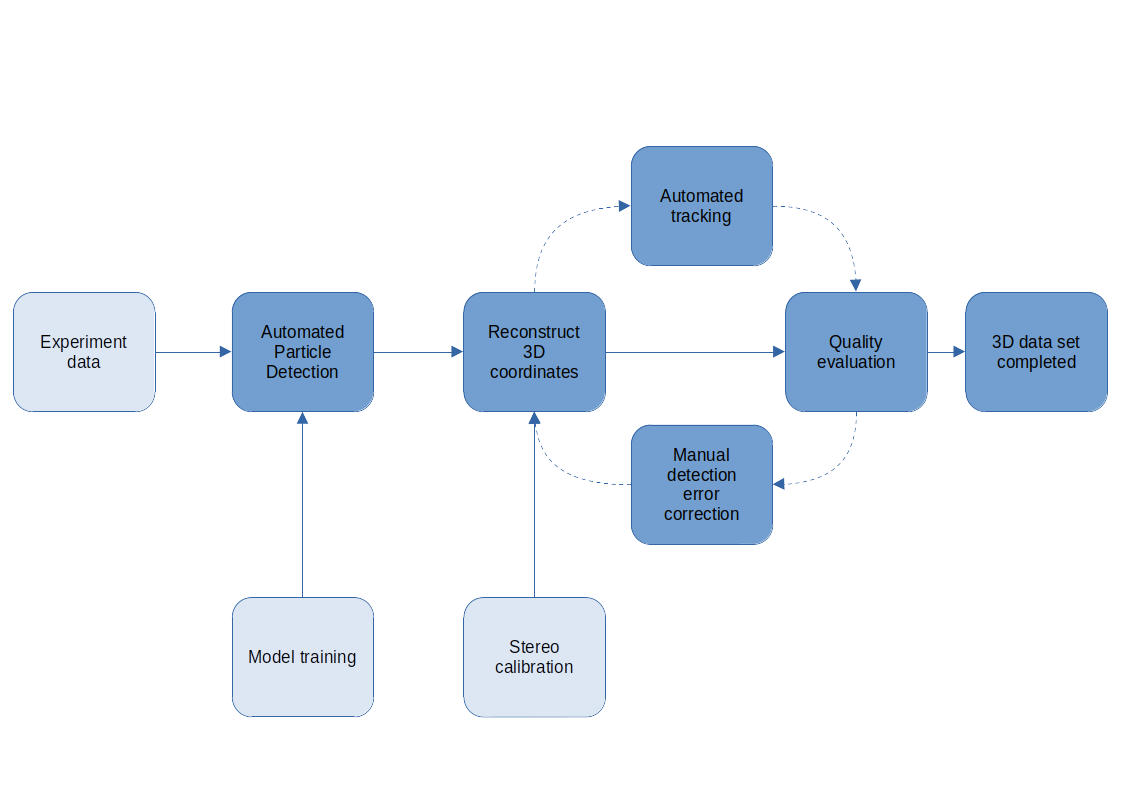 Automated
tracking
Experiment
data
Automated
Particle
Detection
Reconstruct
3D
coordinates
Quality
evaluation
3D data set
completed
Manual
detection
error
correction
Model training
Stereo
calibration